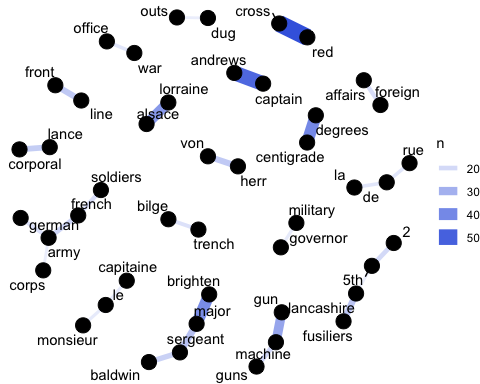 outs
dug
cross
red
office
war
andrews
captain
front
line
lorraine
alsace
affairs
foreign
degrees
centigrade
lance
corporal
von
herr
rue
la
de
n
20
30
40
50
soldiers
french
german
army
corps
bilge
trench
military
governor
2
5th
lancashire
fusiliers
capitaine
le
monsieur
brighten
major
sergeant
baldwin
gun
machine
guns